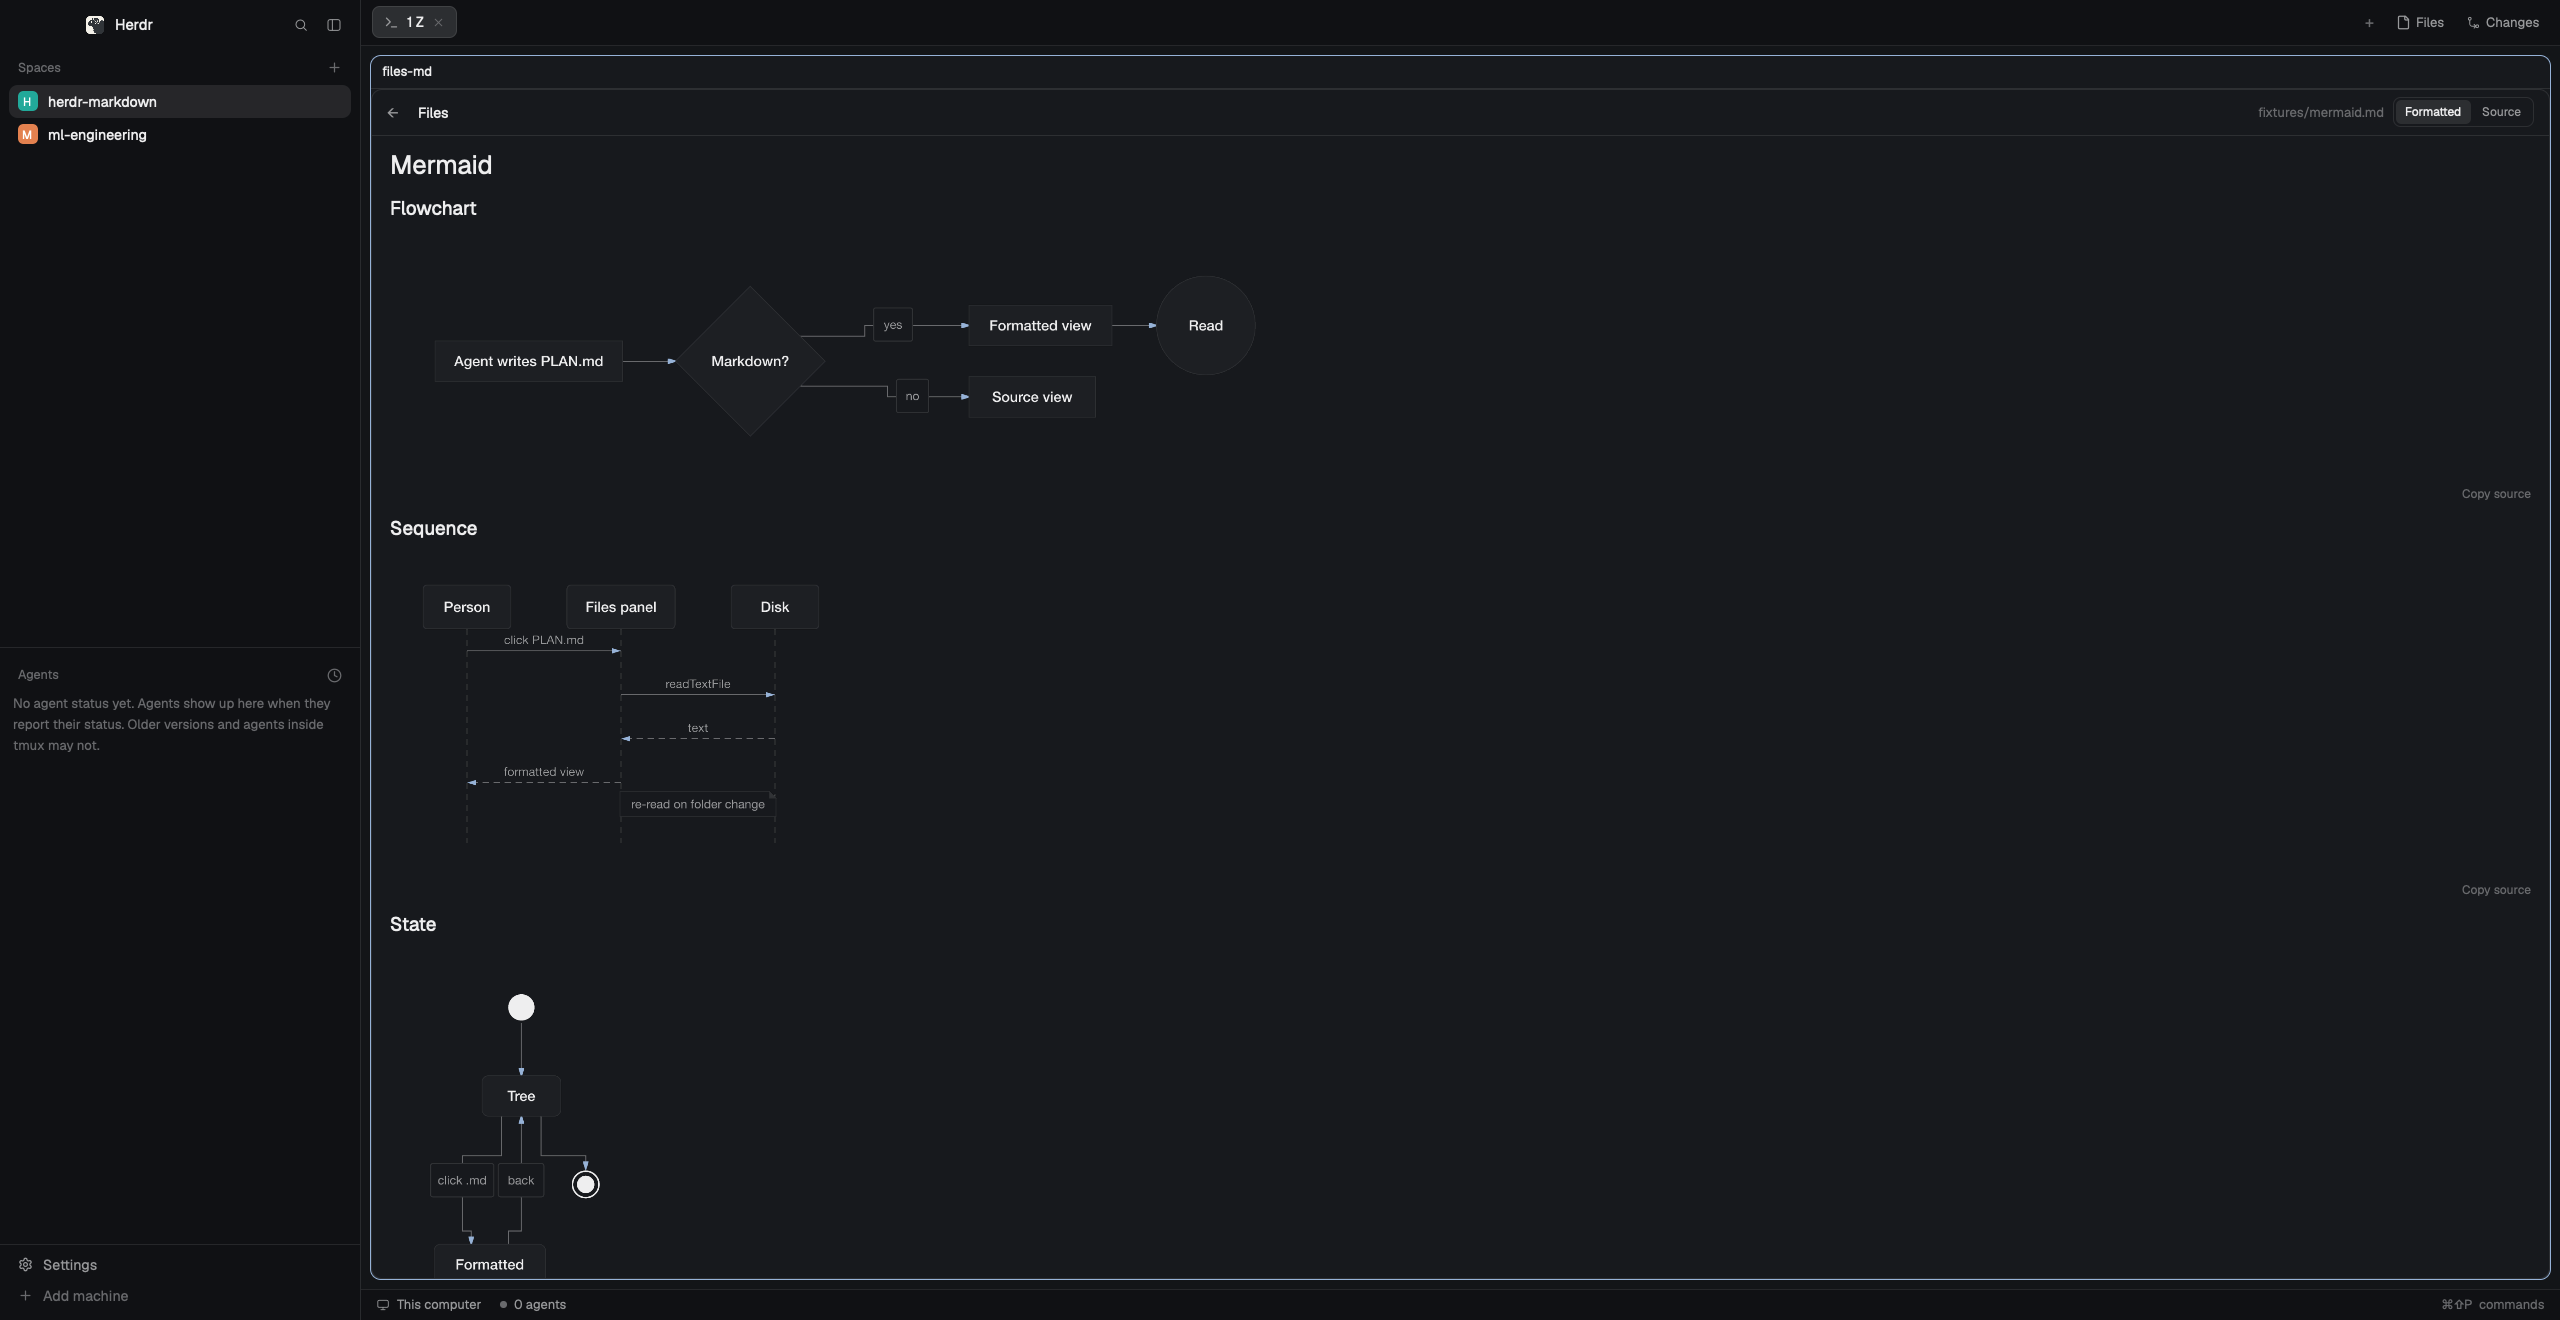 Herdr
Spaces
H herdr-markdown
M ml-engineering
Agents
No agent status yet. Agents show up here when they
report their status. Older versions and agents inside
tmux may not.
Settings
Add machine
1 Z
Files
Changes
files-md
Files
fixtures/mermaid.md
Formatted
Source
Mermaid
Flowchart
Agent writes PLAN.md
Markdown?
yes
Formatted view
Read
no
Source view
Copy source
Sequence
Person
Files panel
Disk
click PLAN.md
readTextFile
text
formatted view
re-read on folder change
Copy source
State
Tree
click .md
back
Formatted
This computer
0 agents
⌘⇧P commands